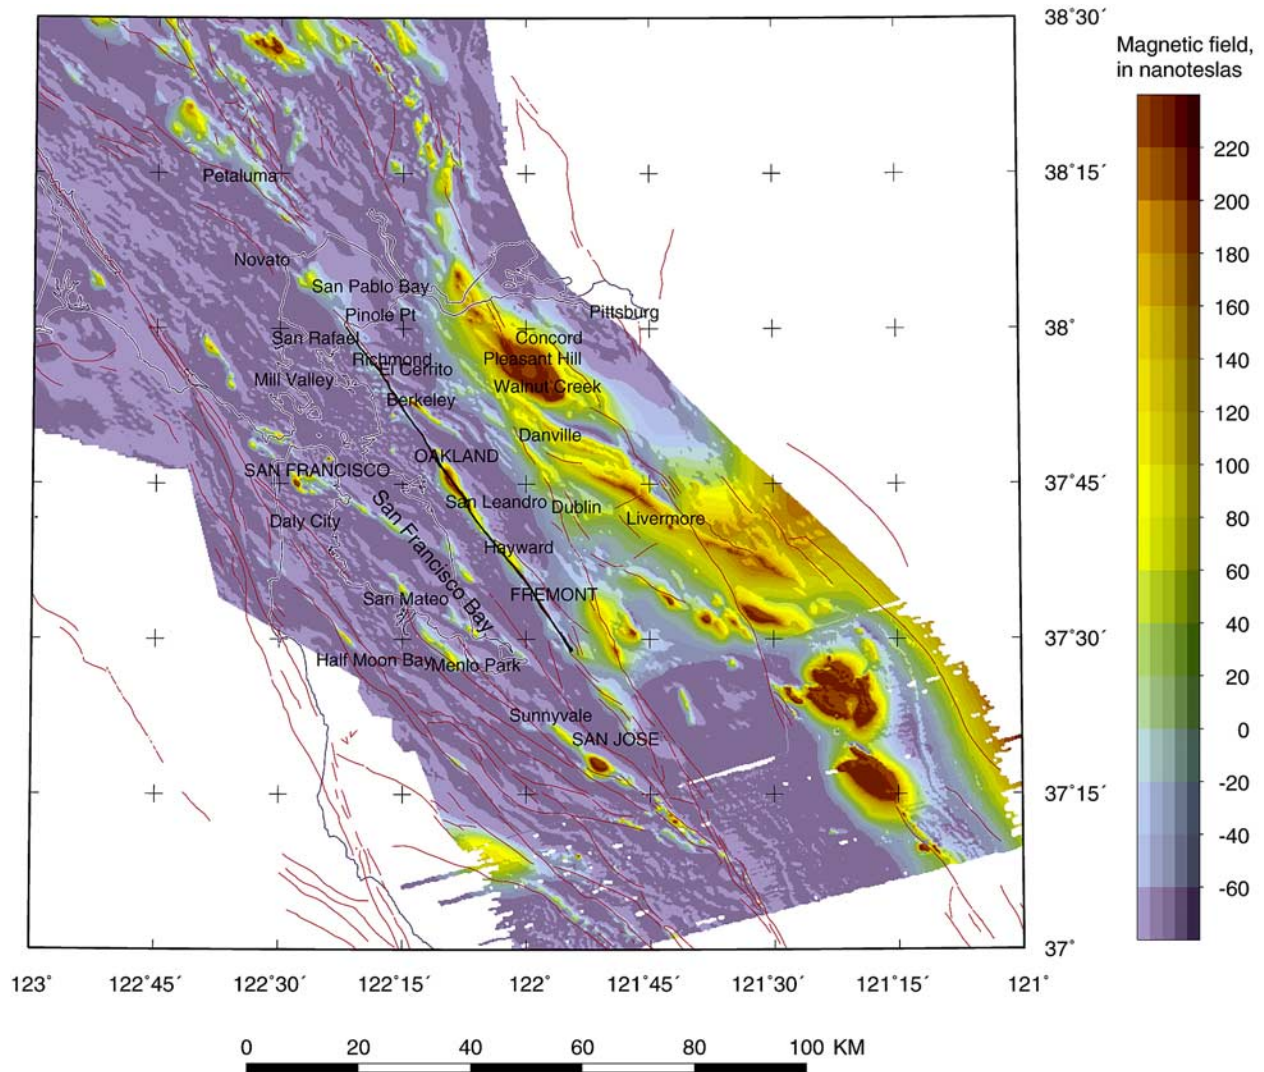 38°30´
Magnetic field,
in nanoteslas
220
200
180
160
140
120
100
80
60
40
20
0
-20
-40
-60
38°15´
38°
37°45´
37°30´
37°15´
37°
Petaluma
Novato
San Pablo Bay
Pinole Pt
Pittsburg
San Rafael
Concord
Richmond
Pleasant Hill
El Cerrito
Mill Valley
Walnut Creek
Berkeley
Danville
OAKLAND
SAN FRANCISCO
San Leandro
Dublin
Daly City
Livermore
San Francisco Bay
Hayward
San Mateo
FREMONT
Half Moon Bay
Menlo Park
Sunnyvale
SAN JOSE
123°
122°45´
122°30´
122°15´
122°
121°45´
121°30´
121°15´
121°
0 20 40 60 80 100 KM